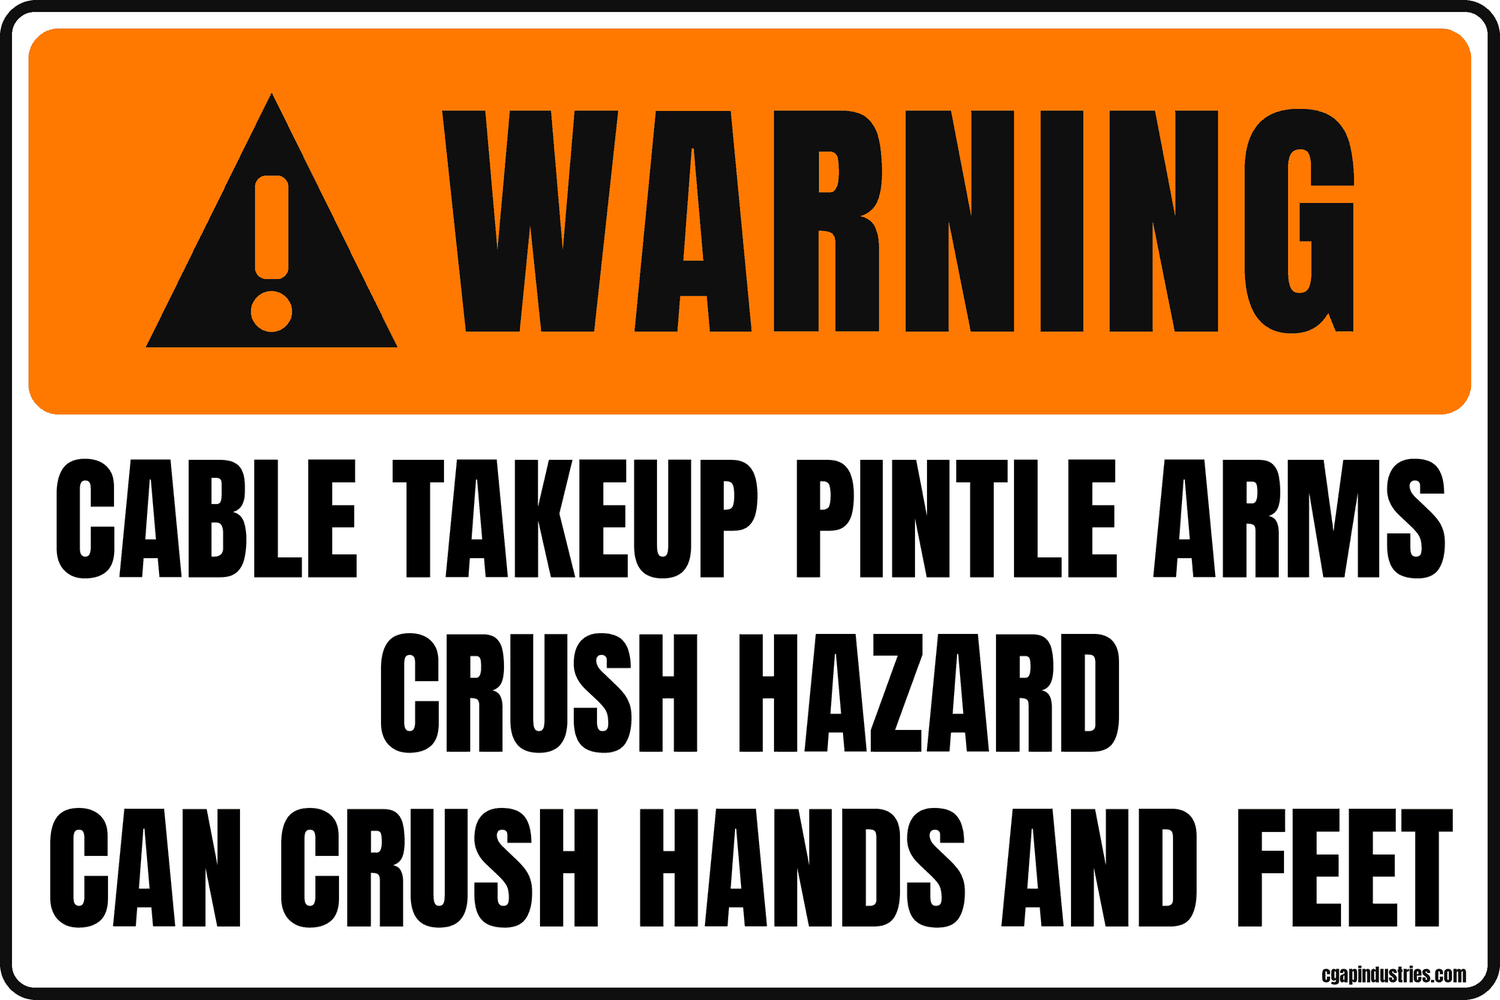 WARNING
CABLE TAKEUP PINTLE ARMS
CRUSH HAZARD
CAN CRUSH HANDS AND FEET
cgapindustries.com